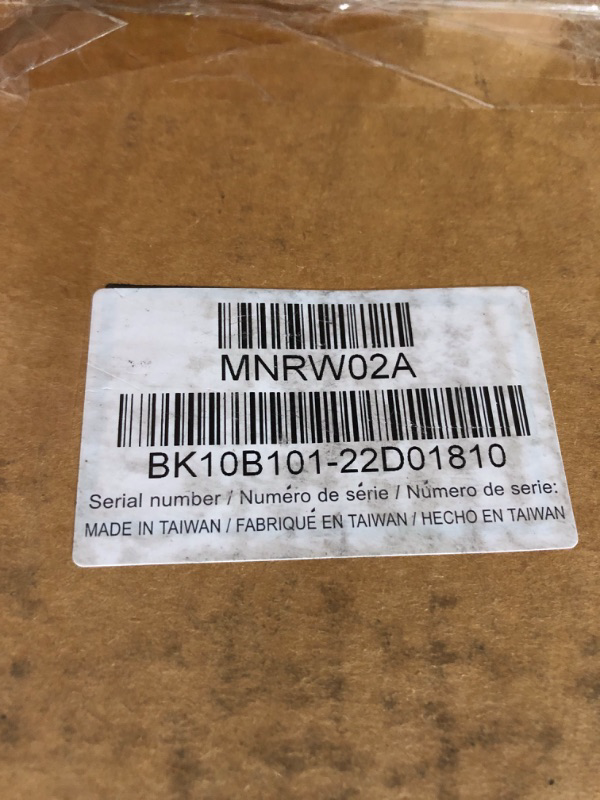 MNRW02A
BK10B101-22D01810
Serial number / Numéro de série / Número de serie:
MADE IN TAIWAN / FABRIQUÉ EN TAIWAN / HECHO EN TAIWAN